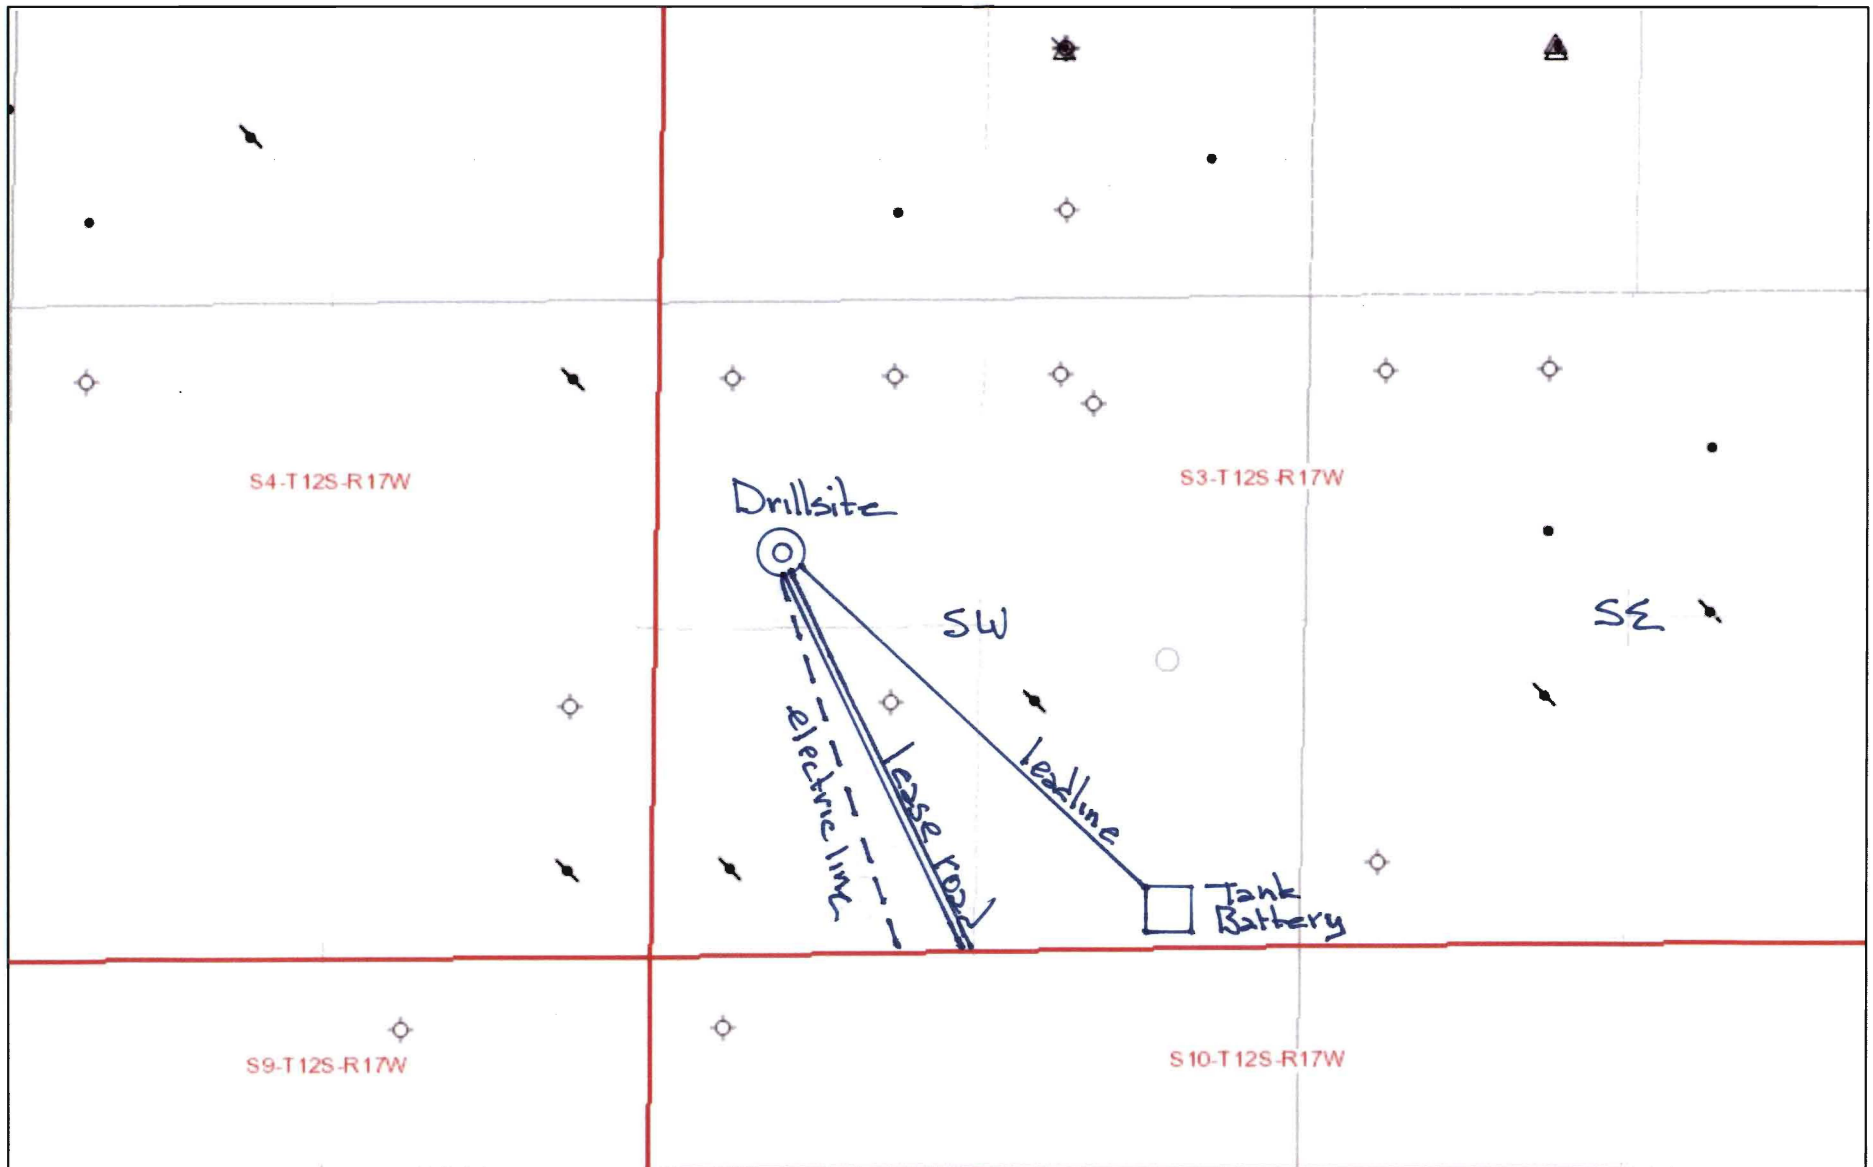 S4-T12S-R17W
S3-T12S-R17W
Drillsite
SW
SE
electric line
lease road
leadline
Tank
Battery
S9-T12S-R17W
S10-T12S-R17W